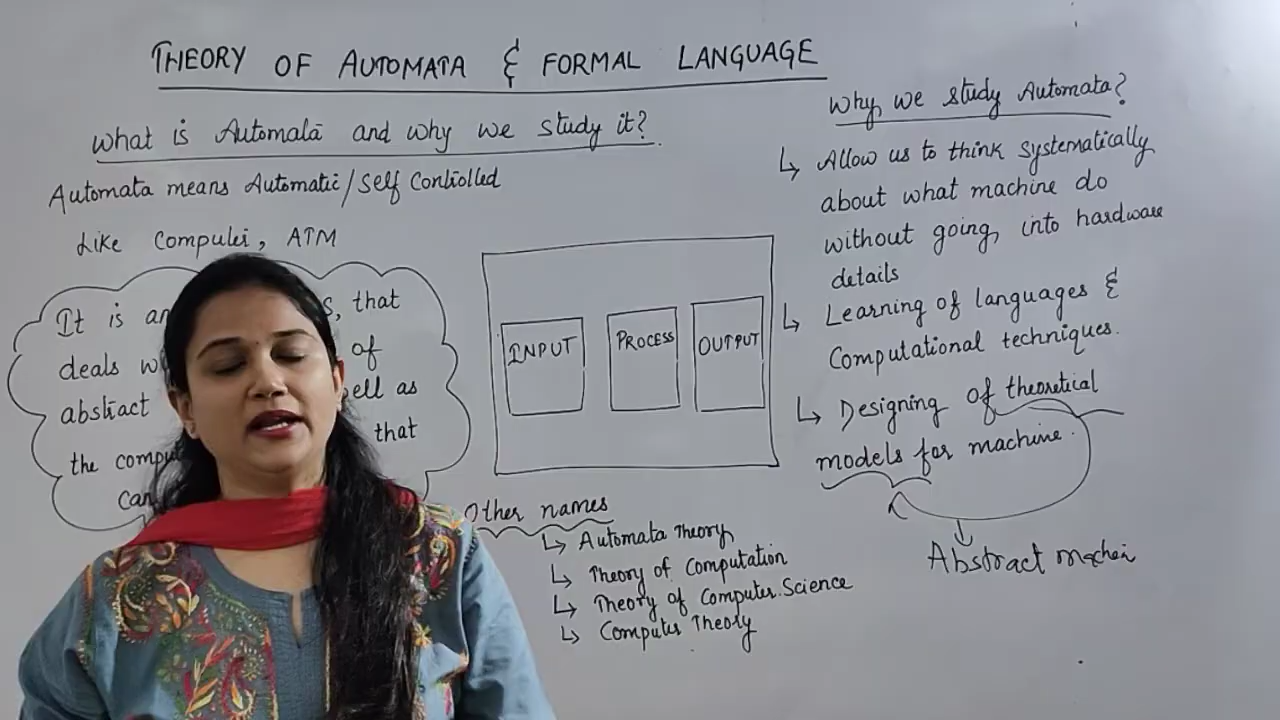 THEORY OF AUTOMATA & FORMAL LANGUAGE
What is Automata and why we study it?
Automata means Automatic/Self Controlled
Like Computer, ATM
It is an s, that
deals w of
abstract ell as
the compu that
can
INPUT
PROCESS
OUTPUT
Other names
↳ Automata Theory
↳ Theory of Computation
↳ Theory of Computer Science
↳ Computer Theory
Why we study Automata?
↳ Allow us to think systematically
about what machine do
without going into hardware
details
↳ Learning of languages &
Computational techniques.
↳ Designing of theoretical
models for machine.
Abstract